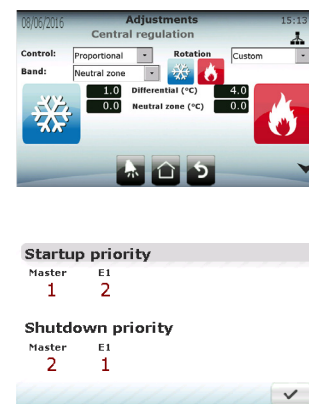 08/06/2016 Adjustments 15:13
Central regulation
Control: Proportional Rotation Custom
Band: Neutral zone
1.0 Differential (°C) 4.0
0.0 Neutral zone (°C) 0.0
Startup priority
Master E1
1 2
Shutdown priority
Master E1
2 1